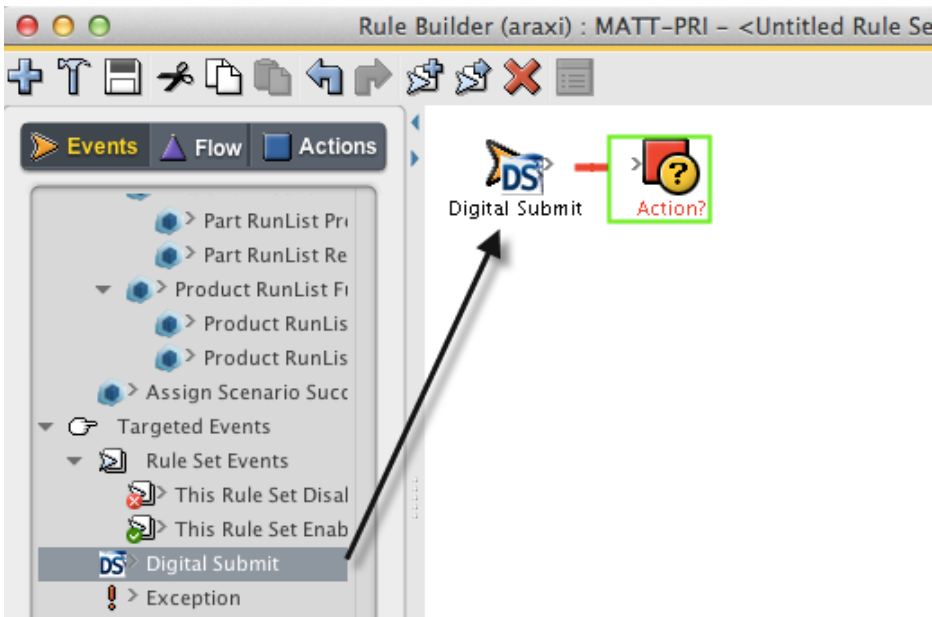 Rule Builder (araxi) : MATT-PRI – <Untitled Rule Se
Events Flow Actions
> Part RunList Pr
> Part RunList Re
> Product RunList F
> Product RunLis
> Product RunLis
> Assign Scenario Succ
Targeted Events
Rule Set Events
> This Rule Set Disal
> This Rule Set Enab
DS > Digital Submit
! > Exception
DS >
Digital Submit
> ?
Action?